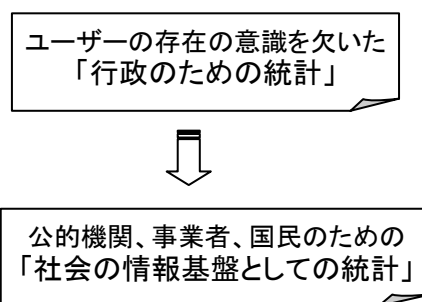 ユーザーの存在の意識を欠いた
「行政のための統計」
公的機関、事業者、国民のための
「社会の情報基盤としての統計」